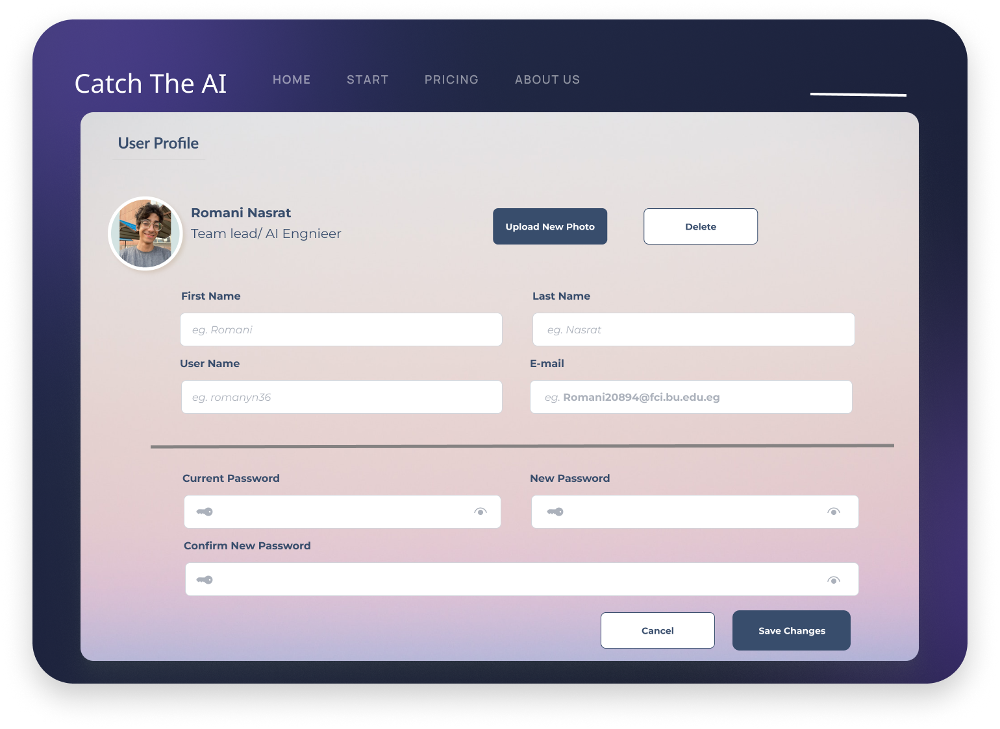 Catch The AI
HOME
START
PRICING
ABOUT US
User Profile
Romani Nasrat
Team lead/ AI Engnieer
Upload New Photo
Delete
First Name
Last Name
eg. Romani
eg. Nasrat
User Name
E-mail
eg. romanyn36
eg. Romani20894@fci.bu.edu.eg
Current Password
New Password
Confirm New Password
Cancel
Save Changes